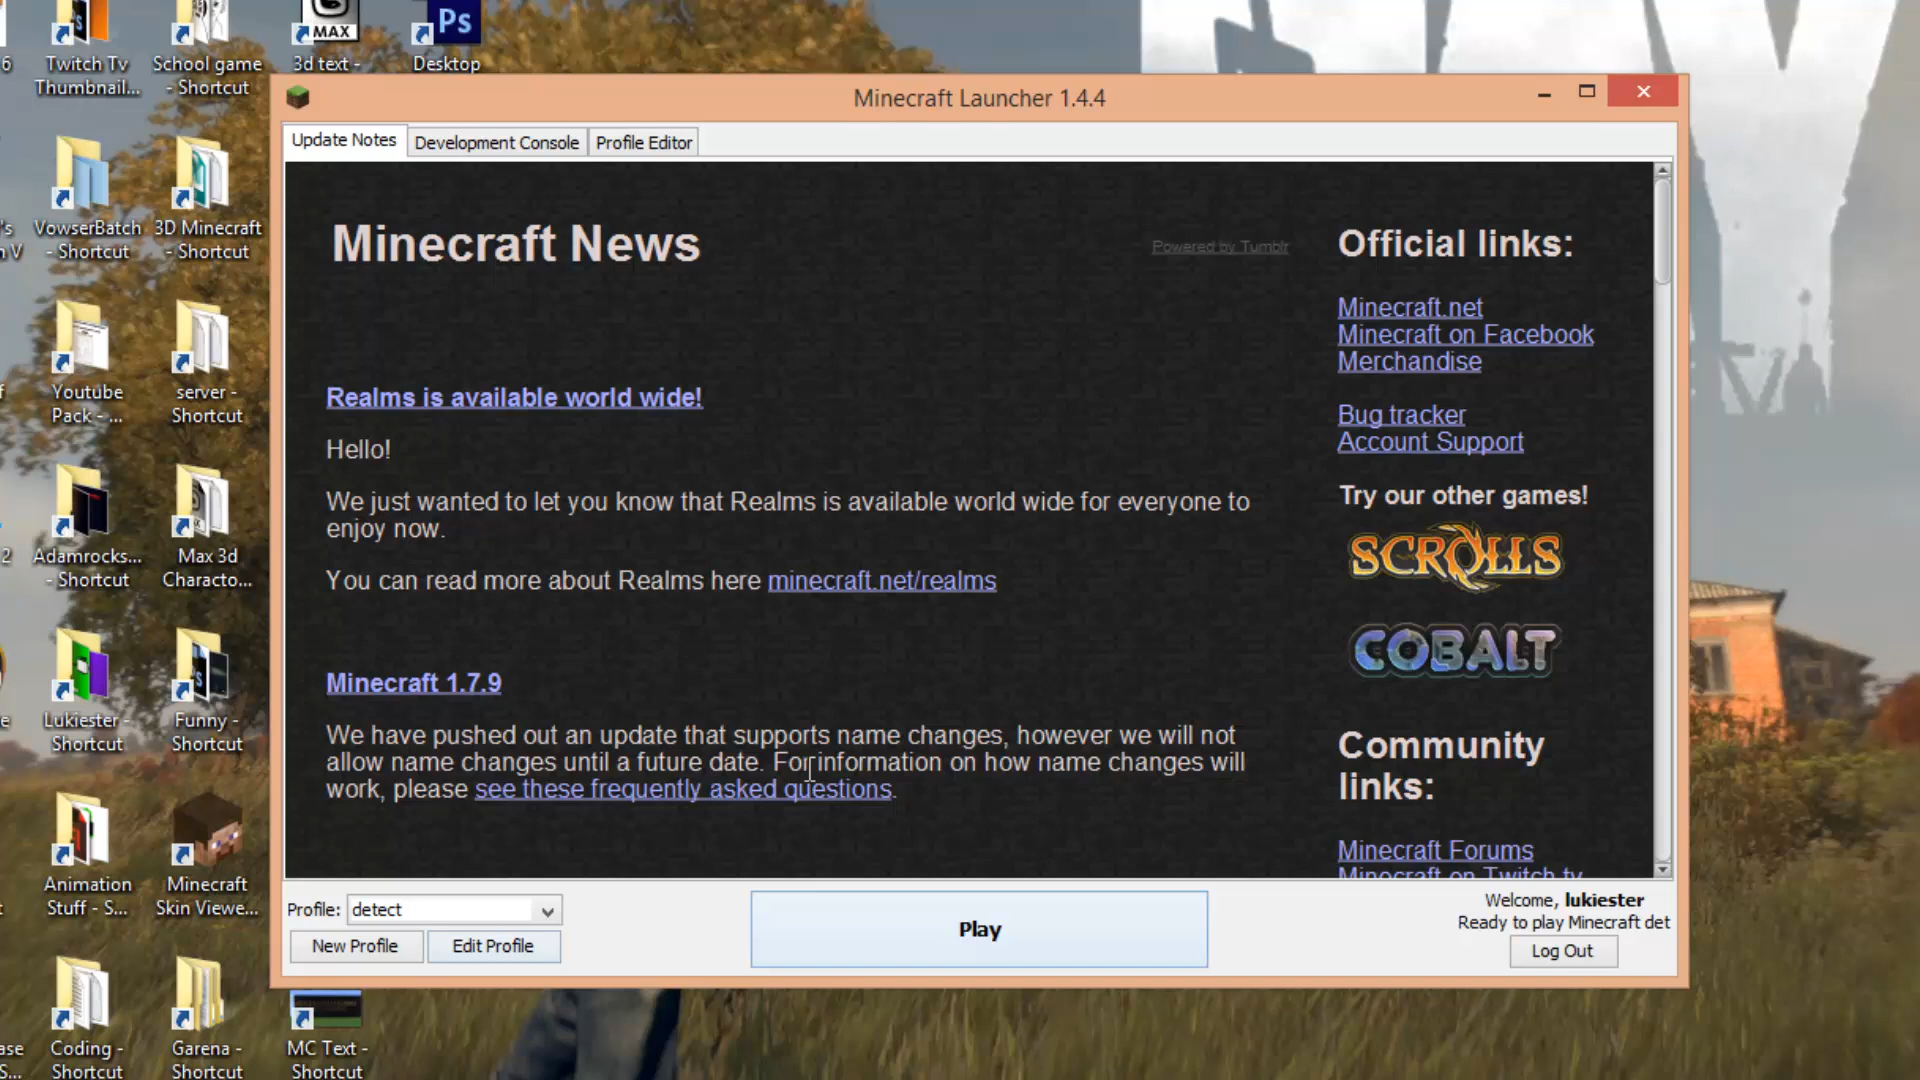 6
Twitch Tv
Thumbnail...
School game
- Shortcut
MAX
3d text -
Ps
Desktop
Minecraft Launcher 1.4.4
Update Notes
Development Console
Profile Editor
Minecraft News
Powered by Tumblr
Realms is available world wide!
Hello!
We just wanted to let you know that Realms is available world wide for everyone to
enjoy now.
You can read more about Realms here minecraft.net/realms
Minecraft 1.7.9
We have pushed out an update that supports name changes, however we will not
allow name changes until a future date. For information on how name changes will
work, please see these frequently asked questions.
Official links:
Minecraft.net
Minecraft on Facebook
Merchandise
Bug tracker
Account Support
Try our other games!
SCROLLS
COBALT
Community
links:
Minecraft Forums
Minecraft on Twitch.tv
Profile:
detect
New Profile
Edit Profile
Play
Welcome, lukiester
Ready to play Minecraft det
Log Out
's
n V
VowserBatch
- Shortcut
3D Minecraft
- Shortcut
Youtube
Pack - ...
server -
Shortcut
2
Adamrocks...
- Shortcut
Max 3d
Characto...
Lukiester -
Shortcut
Funny -
Shortcut
Animation
Stuff - S...
Minecraft
Skin Viewe...
ase
S...
Coding -
Shortcut
Garena -
Shortcut
MC Text -
Shortcut